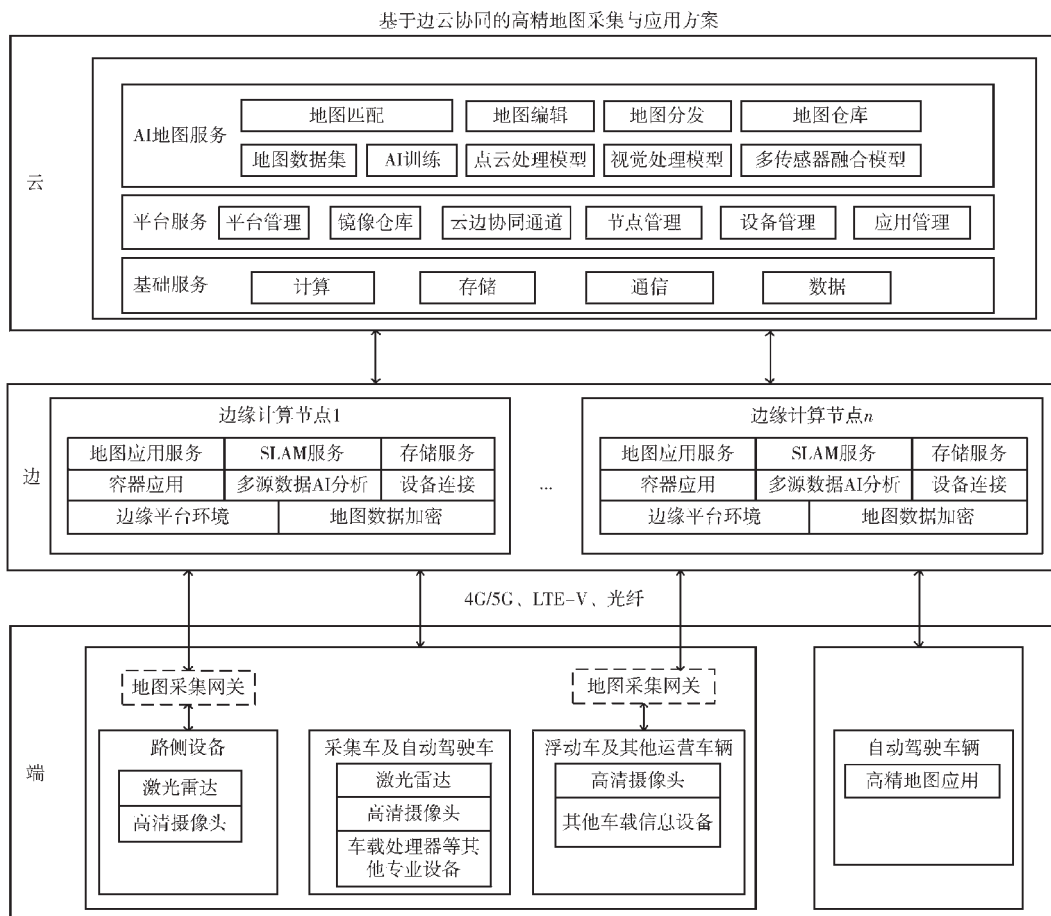 基于边云协同的高精地图采集与应用方案
云
AI地图服务
地图匹配
地图编辑
地图分发
地图仓库
地图数据集
AI训练
点云处理模型
视觉处理模型
多传感器融合模型
平台服务
平台管理
镜像仓库
云边协同通道
节点管理
设备管理
应用管理
基础服务
计算
存储
通信
数据
边
边缘计算节点1
地图应用服务
SLAM服务
存储服务
容器应用
多源数据AI分析
设备连接
边缘平台环境
地图数据加密
...
边缘计算节点n
地图应用服务
SLAM服务
存储服务
容器应用
多源数据AI分析
设备连接
边缘平台环境
地图数据加密
4G/5G、LTE-V、光纤
端
地图采集网关
路侧设备
激光雷达
高清摄像头
采集车及自动驾驶车
激光雷达
高清摄像头
车载处理器等其
他专业设备
地图采集网关
浮动车及其他运营车辆
高清摄像头
其他车载信息设备
自动驾驶车辆
高精地图应用